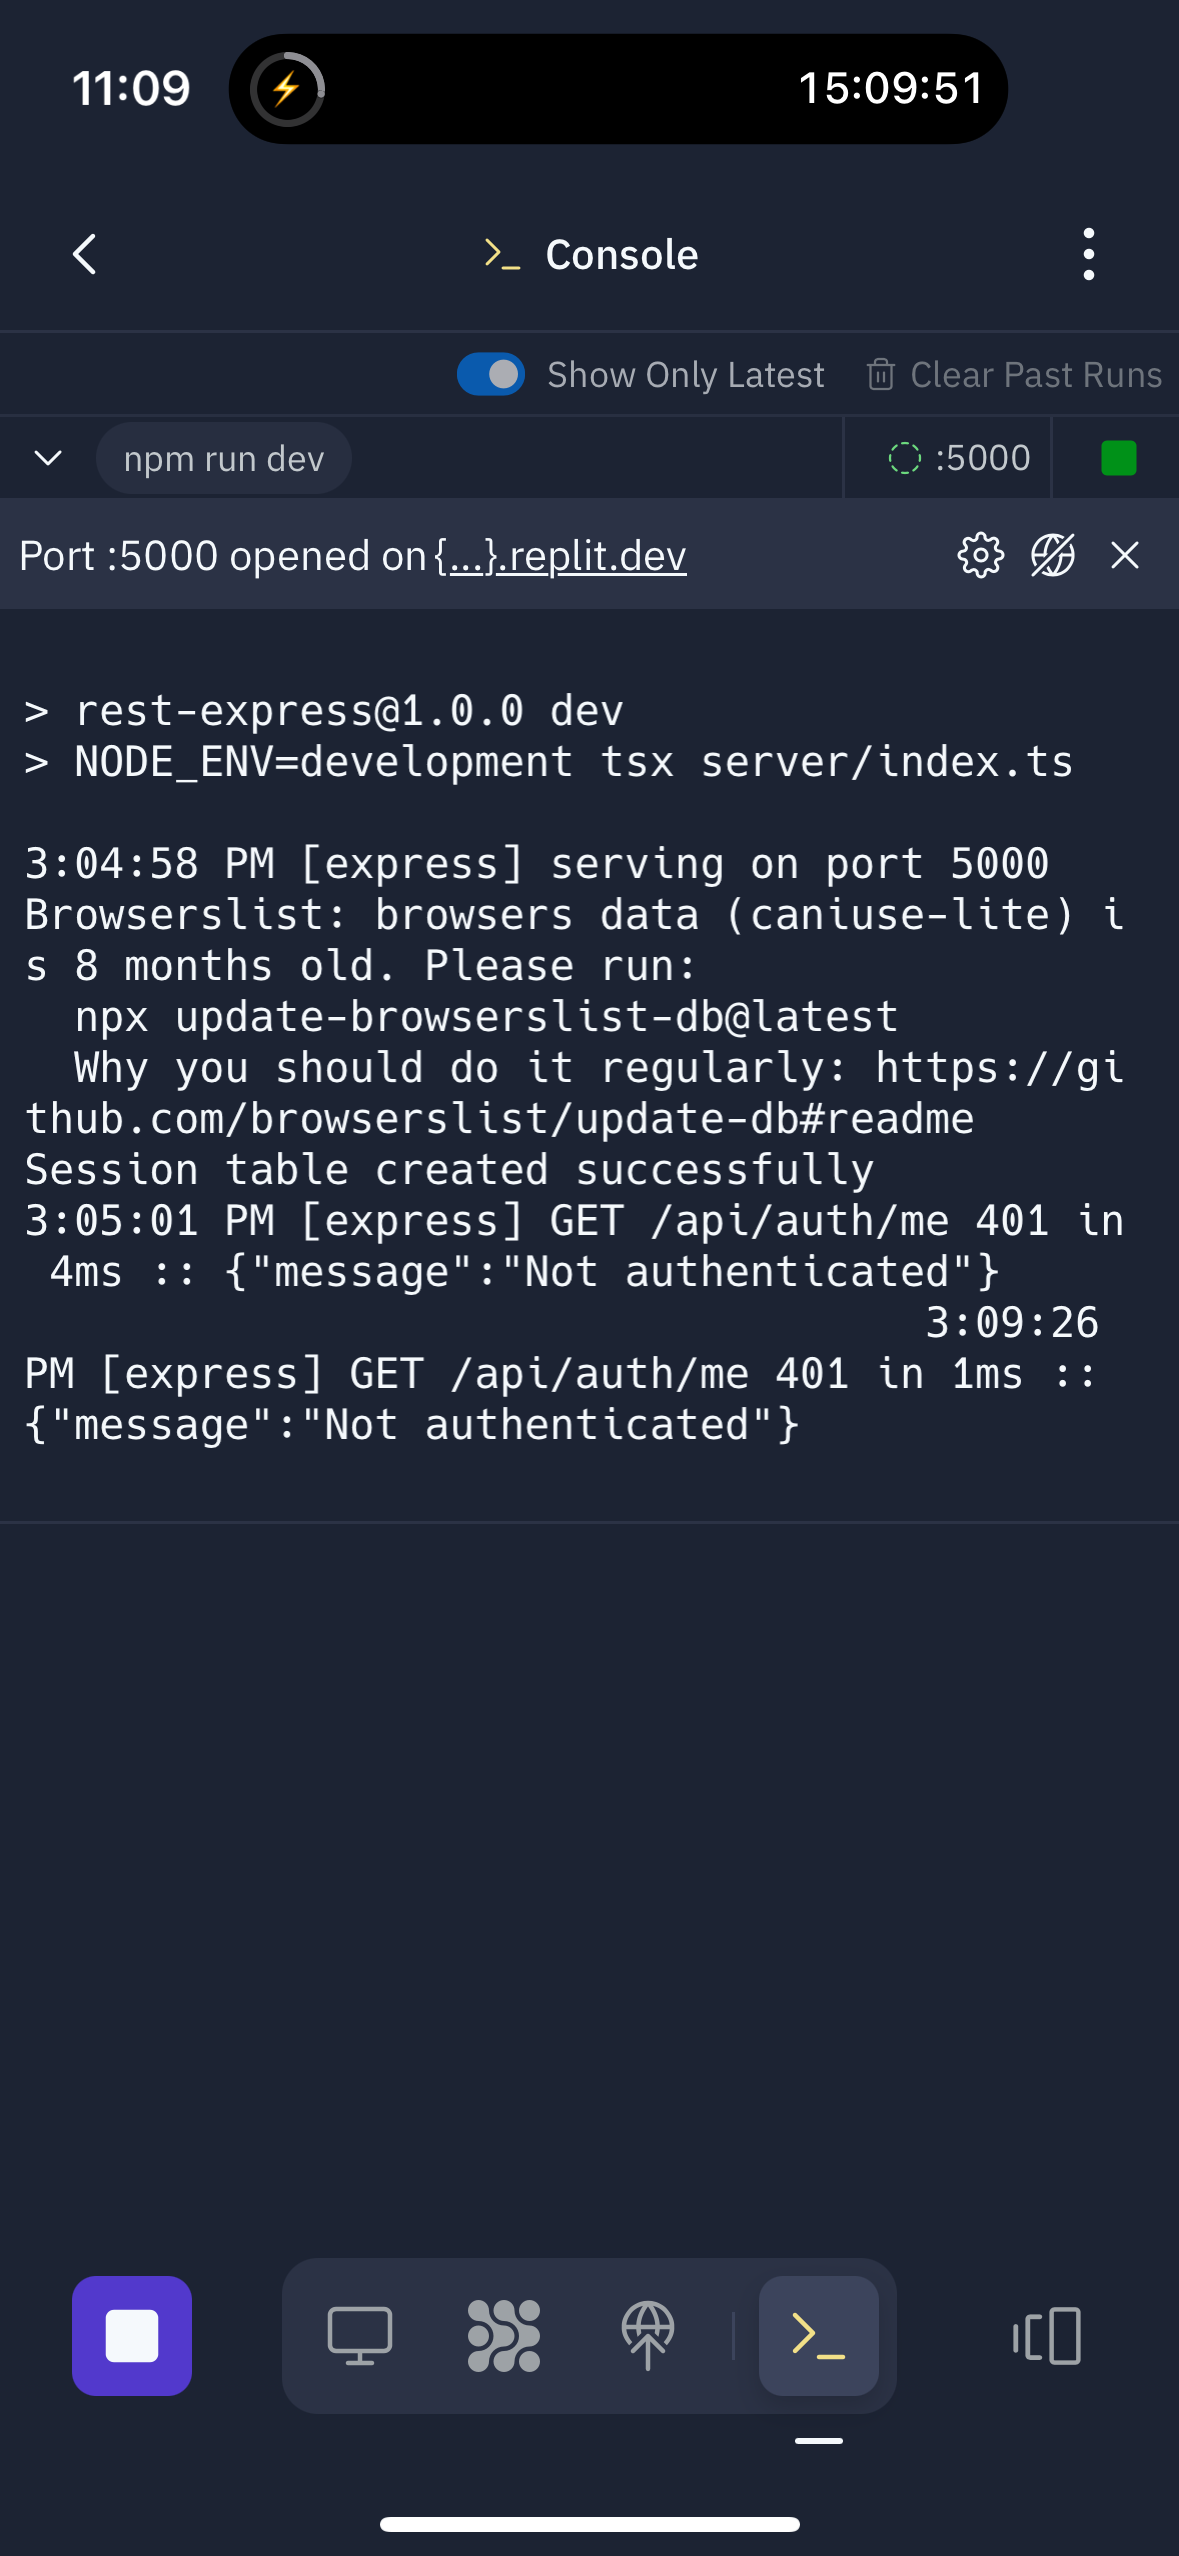 11:09
15:09:51
Console
Show Only Latest
Clear Past Runs
npm run dev
:5000
Port :5000 opened on {...}.replit.dev
> rest-express@1.0.0 dev
> NODE_ENV=development tsx server/index.ts
3:04:58 PM [express] serving on port 5000
Browserslist: browsers data (caniuse-lite) i
s 8 months old. Please run:
  npx update-browserslist-db@latest
  Why you should do it regularly: https://gi
thub.com/browserslist/update-db#readme
Session table created successfully
3:05:01 PM [express] GET /api/auth/me 401 in
 4ms :: {"message":"Not authenticated"}
3:09:26
PM [express] GET /api/auth/me 401 in 1ms ::
{"message":"Not authenticated"}